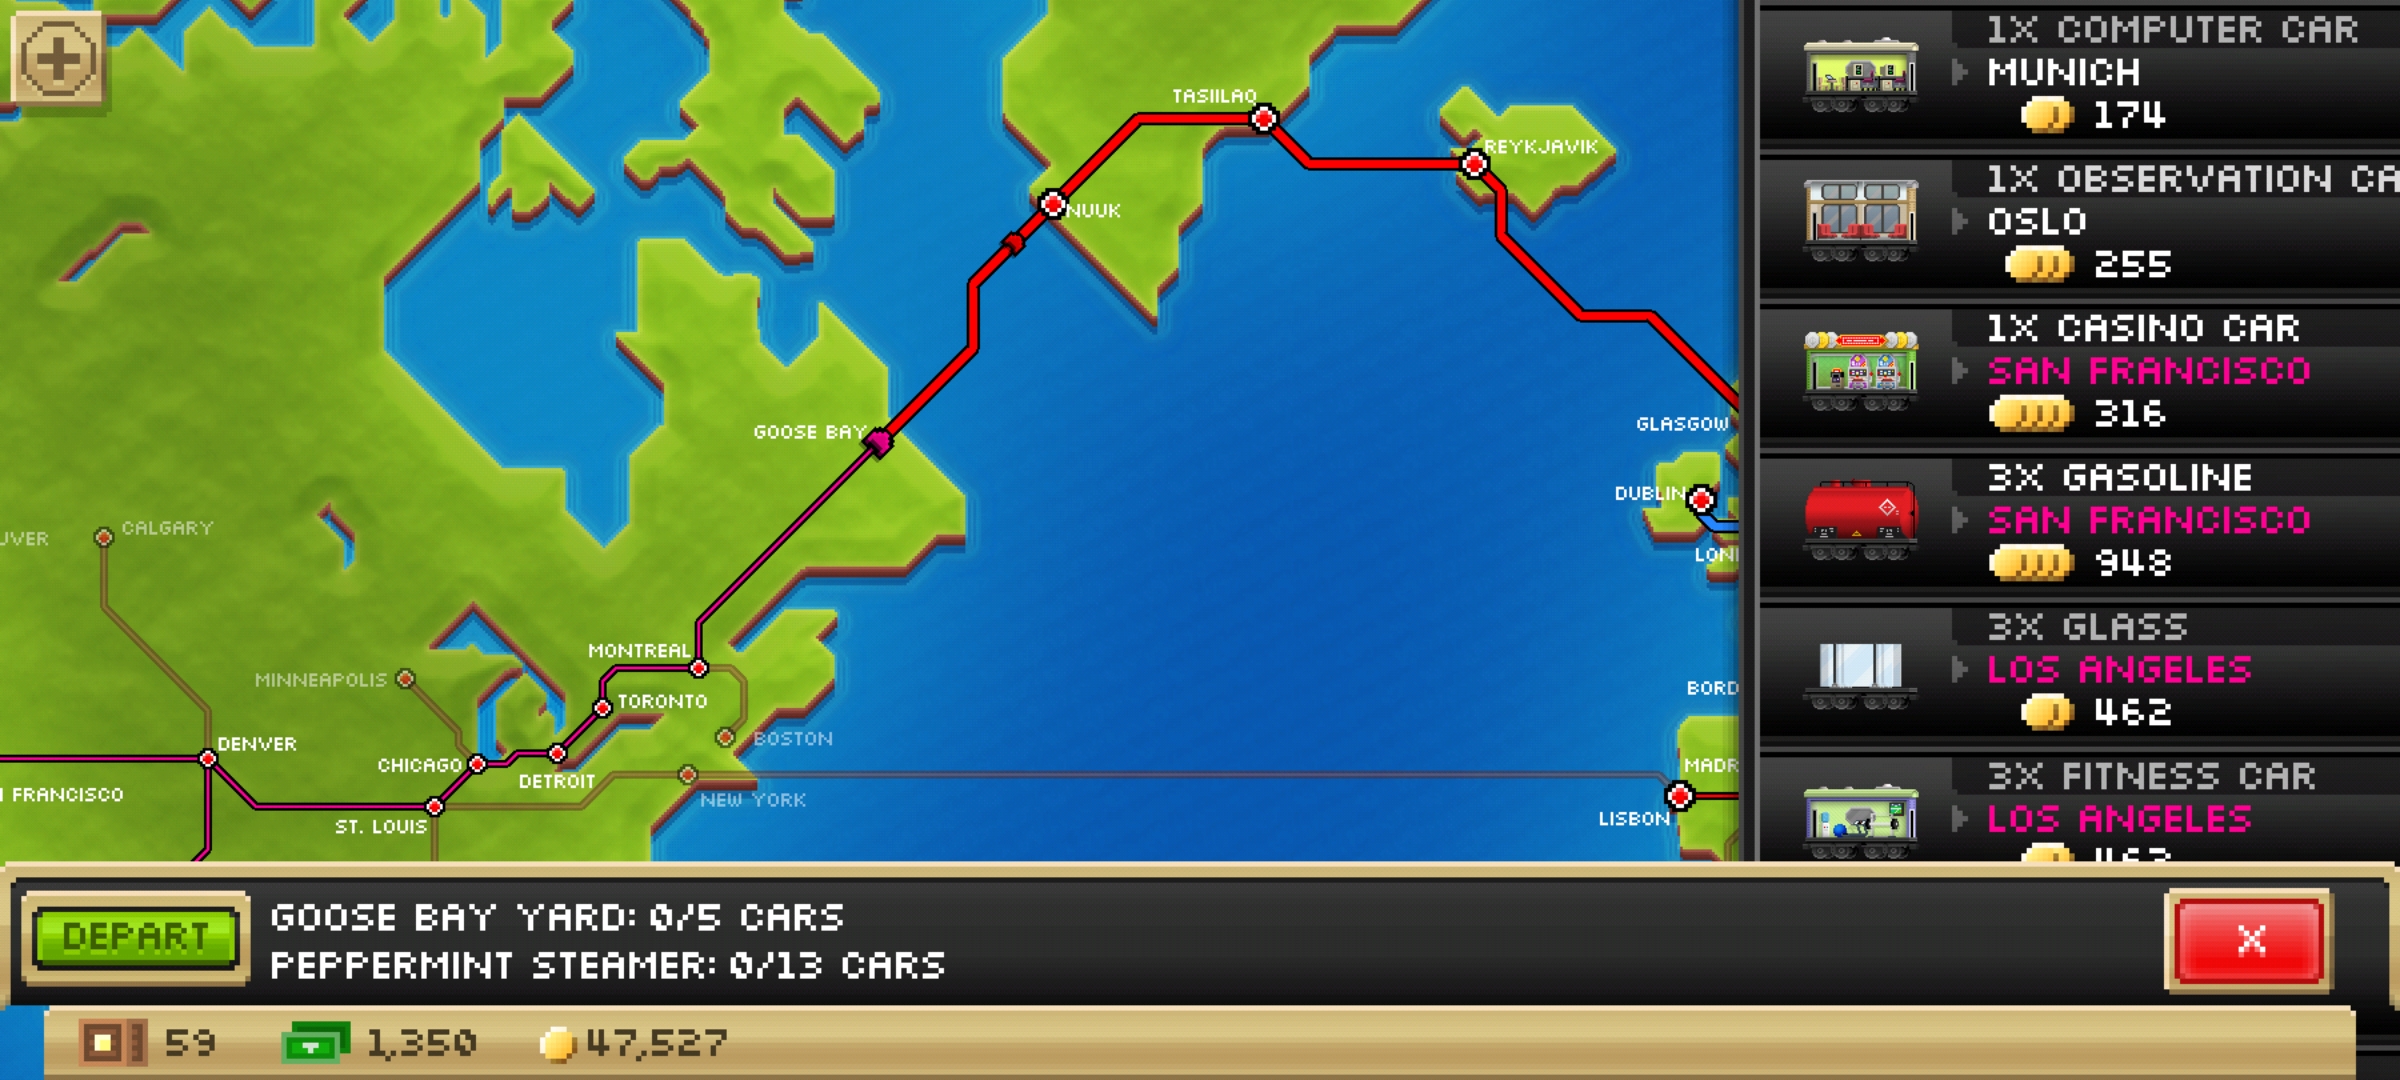 TASIILAQ
REYKJAVIK
NUUK
GOOSE BAY
GLASGOW
DUBLIN
LON
CALGARY
UVER
MINNEAPOLIS
MONTREAL
TORONTO
BOSTON
DENVER
CHICAGO
DETROIT
NEW YORK
FRANCISCO
ST. LOUIS
BORD
MADR
LISBON
1X COMPUTER CAR
MUNICH
174
1X OBSERVATION CA
OSLO
255
1X CASINO CAR
SAN FRANCISCO
316
3X GASOLINE
SAN FRANCISCO
948
3X GLASS
LOS ANGELES
462
3X FITNESS CAR
LOS ANGELES
462
DEPART
GOOSE BAY YARD: 0/5 CARS
PEPPERMINT STEAMER: 0/13 CARS
X
59
1,350
47,527